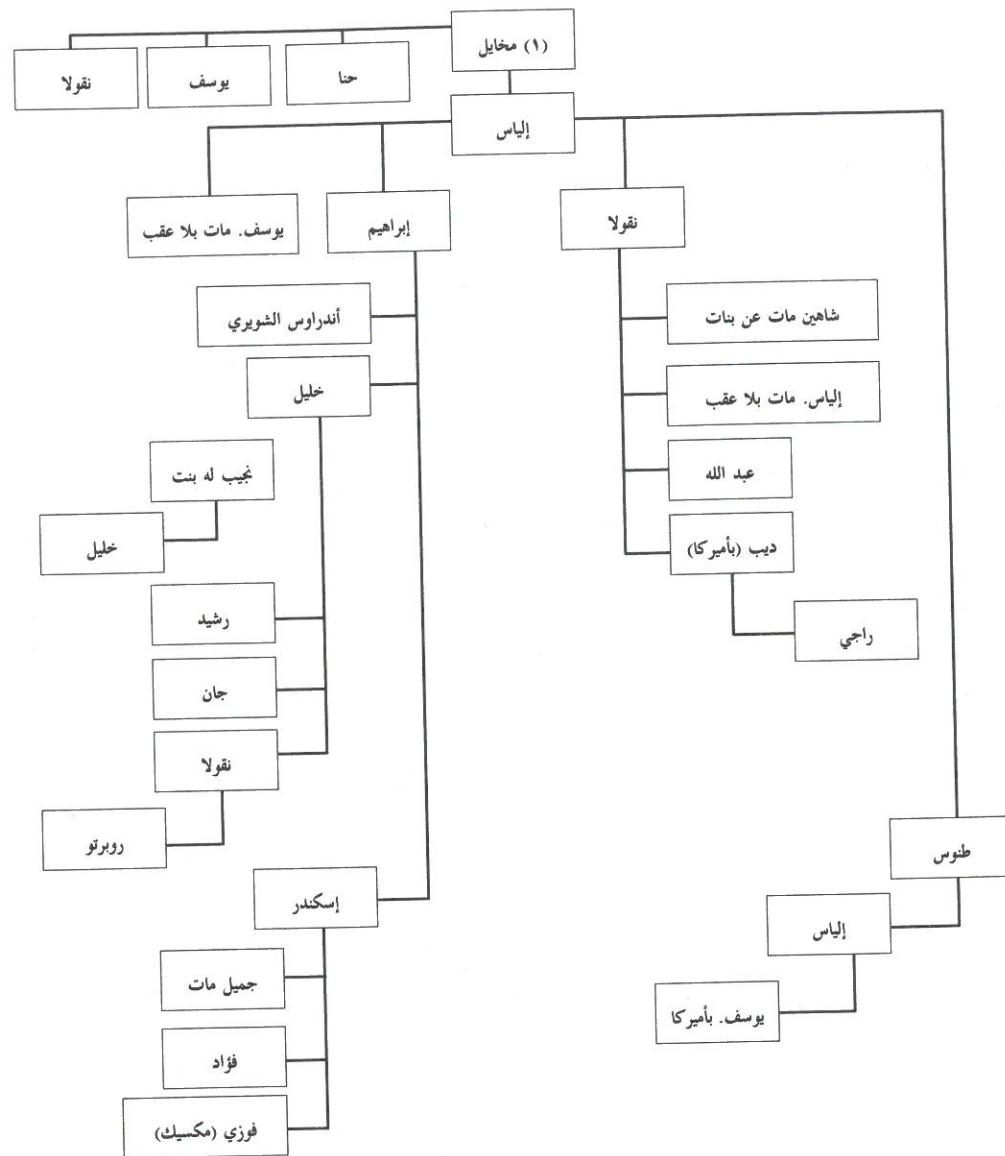 (١) مخايل
حنا
يوسف
نقولا
إلياس
طنوس
نقولا
إبراهيم
يوسف. مات بلا عقب
شاهين مات عن بنات
إلياس. مات بلا عقب
عبد الله
ديب (بأميركا)
راجي
إلياس
يوسف. بأميركا
أندراوس الشويري
خليل
نجيب له بنت
خليل
رشيد
جان
نقولا
روبرتو
إسكندر
جميل مات
فؤاد
فوزي (مكسيك)